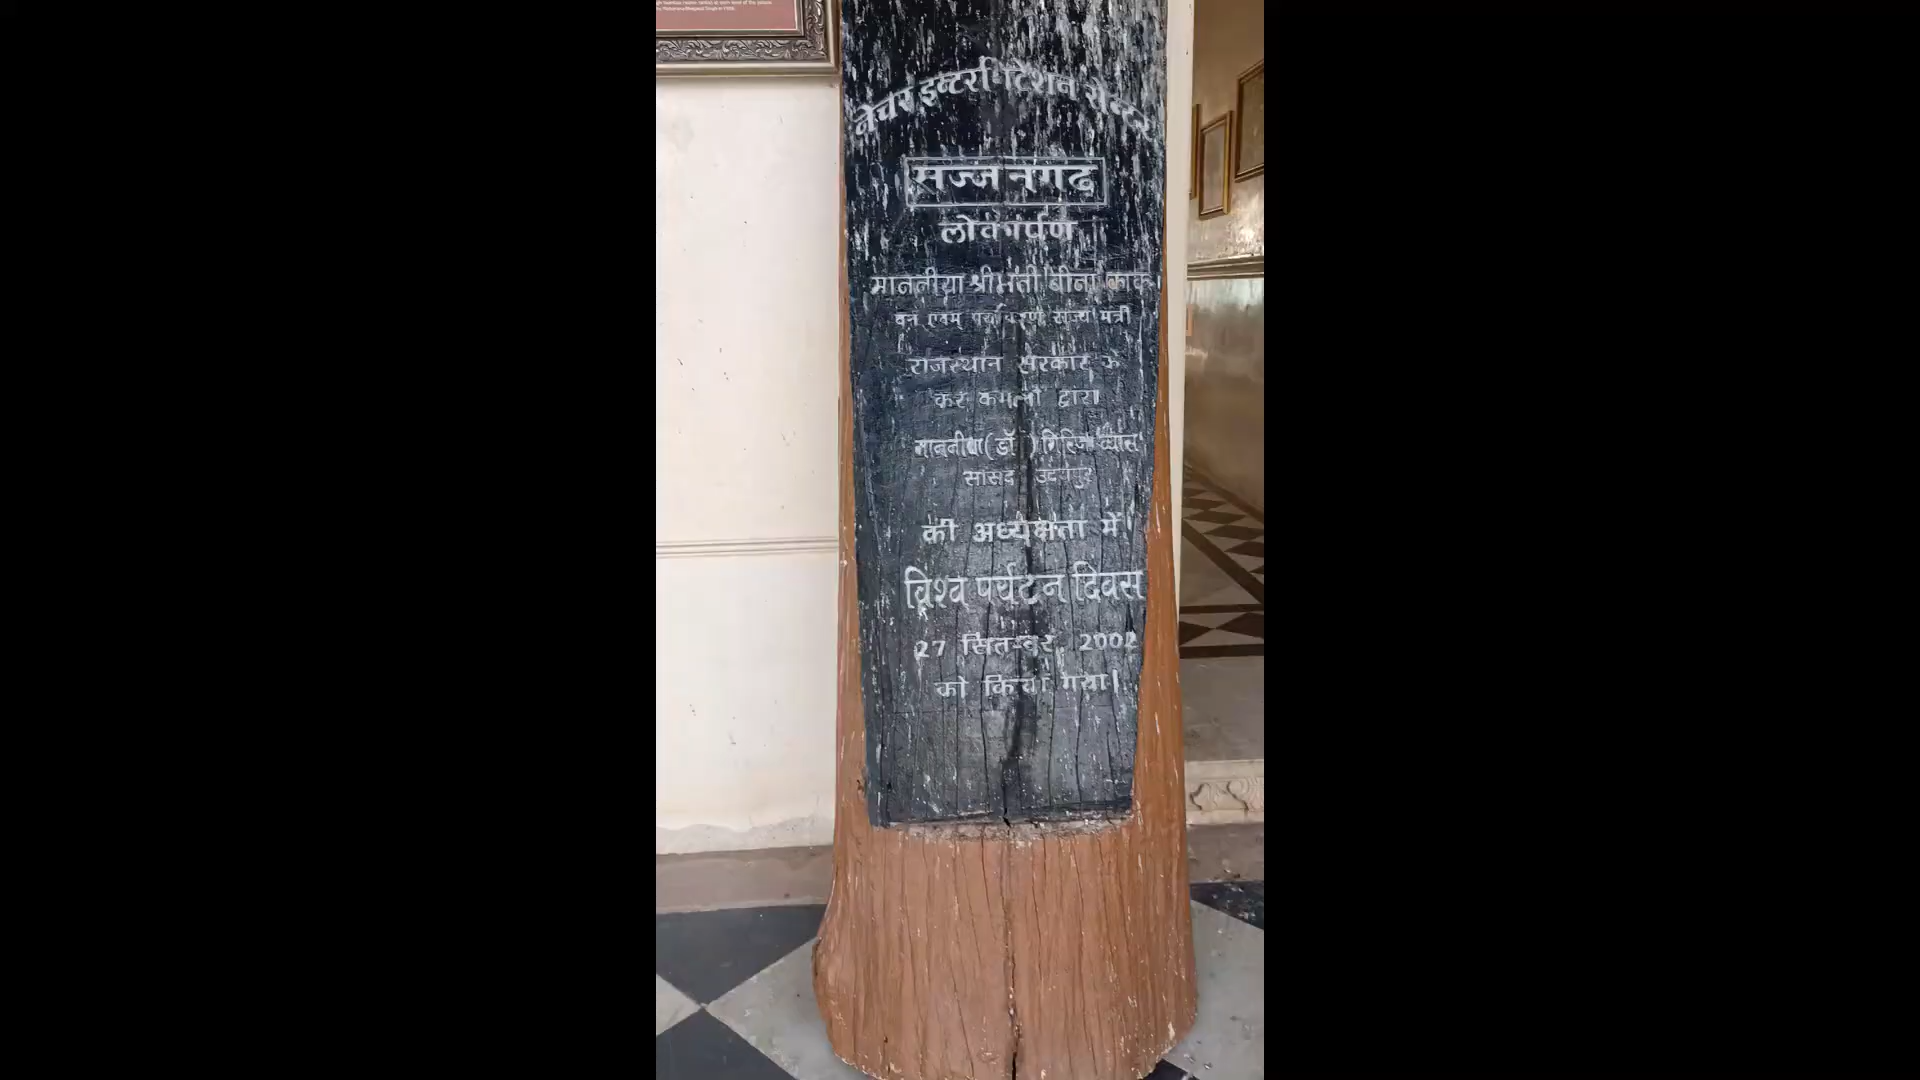 नेचर इन्टरप्रिटेशन सेन्टर
सज्जनगढ
लोकार्पण
माननीया श्रीमती बीना काक
वन एवम् पर्यावरण राज्य मंत्री
राजस्थान सरकार के
कर कमलों द्वारा
माननीया (डॉ.) गिरिजा व्यास
सांसद उदयपुर
की अध्यक्षता में
विश्व पर्यटन दिवस
27 सितम्बर, 2002
को किया गया।